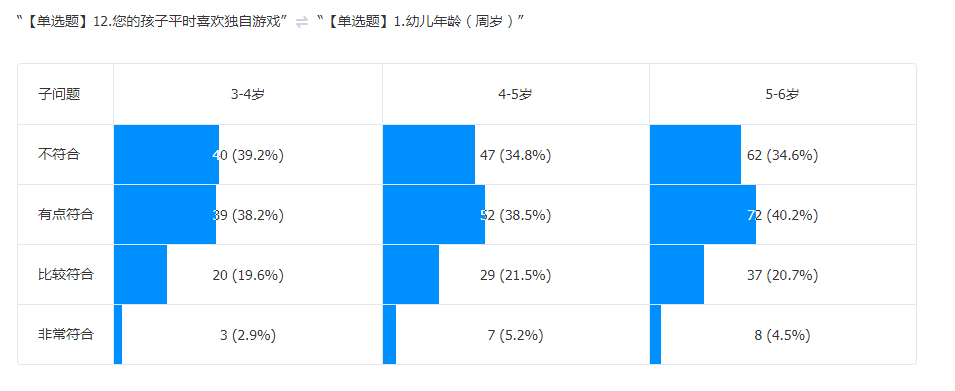 “【单选题】12.您的孩子平时喜欢独自游戏” ⇌ “【单选题】1.幼儿年龄（周岁）”
子问题 3-4岁 4-5岁 5-6岁
不符合 40 (39.2%) 47 (34.8%) 62 (34.6%)
有点符合 39 (38.2%) 52 (38.5%) 72 (40.2%)
比较符合 20 (19.6%) 29 (21.5%) 37 (20.7%)
非常符合 3 (2.9%) 7 (5.2%) 8 (4.5%)